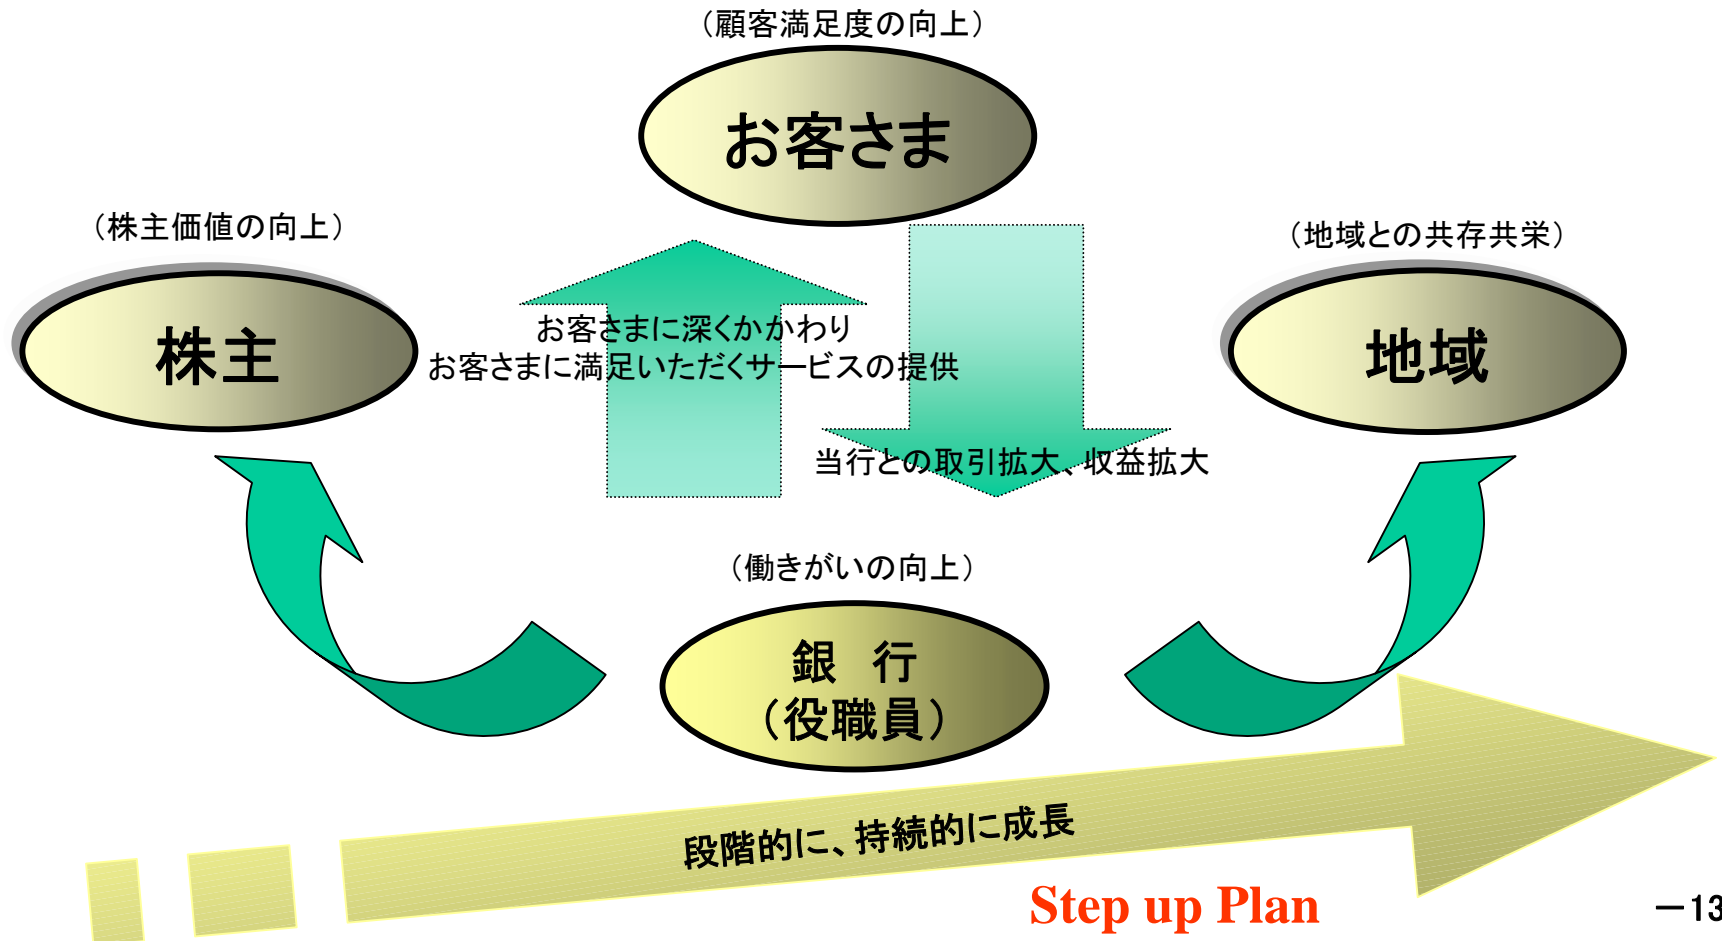 （顧客満足度の向上）
お客さま
（株主価値の向上）
株主
（地域との共存共栄）
地域
お客さまに深くかかわり
お客さまに満足いただくサービスの提供
当行との取引拡大、収益拡大
（働きがいの向上）
銀　行
（役職員）
段階的に、持続的に成長
Step up Plan
－13